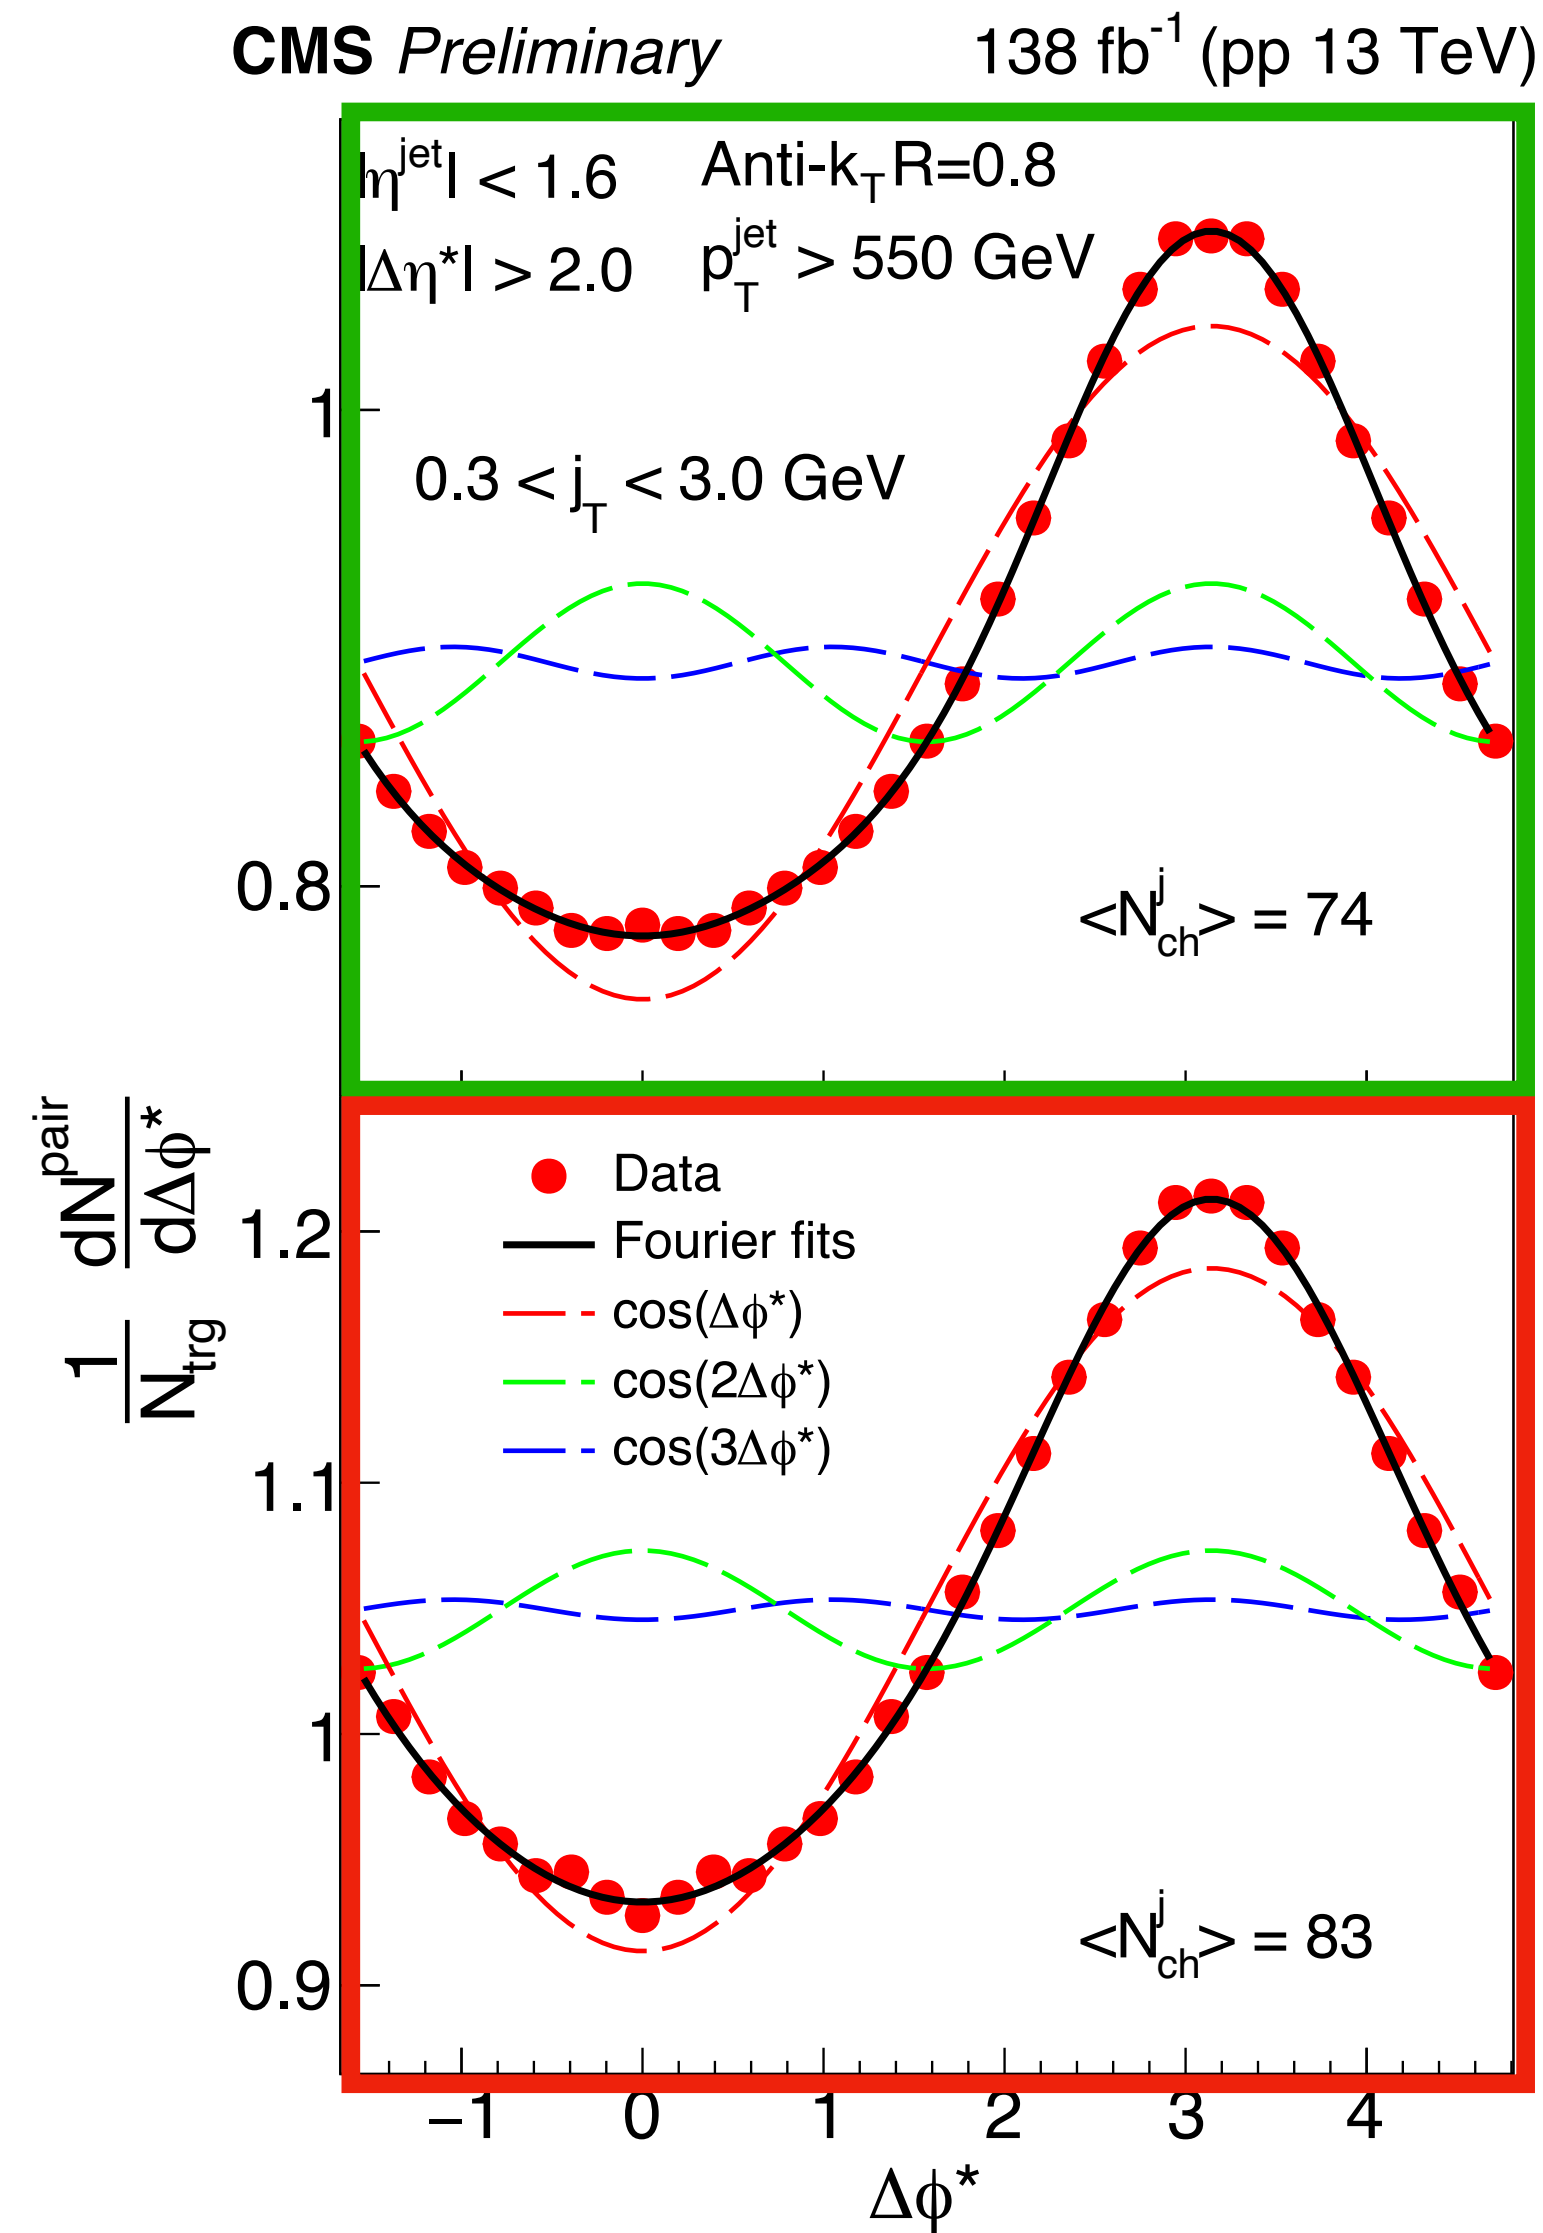 CMS Preliminary 138 fb⁻¹ (pp 13 TeV)
|η^jet| < 1.6 Anti-k_T R=0.8
|Δη*| > 2.0 p_T^jet > 550 GeV
1
0.3 < j_T < 3.0 GeV
0.8
<N_ch^j> = 74
1/N_trg dN^pair/dΔϕ*
Data
1.2
Fourier fits
cos(Δϕ*)
cos(2Δϕ*)
cos(3Δϕ*)
1.1
1
<N_ch^j> = 83
0.9
−1 0 1 2 3 4
Δϕ*